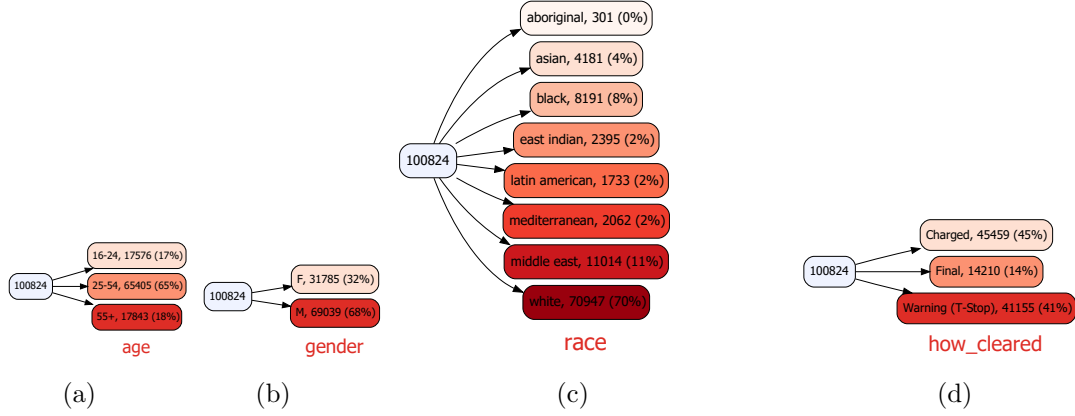 100824
16-24, 17576 (17%)
25-54, 65405 (65%)
55+, 17843 (18%)
age
(a)
100824
F, 31785 (32%)
M, 69039 (68%)
gender
(b)
100824
aboriginal, 301 (0%)
asian, 4181 (4%)
black, 8191 (8%)
east indian, 2395 (2%)
latin american, 1733 (2%)
mediterranean, 2062 (2%)
middle east, 11014 (11%)
white, 70947 (70%)
race
(c)
100824
Charged, 45459 (45%)
Final, 14210 (14%)
Warning (T-Stop), 41155 (41%)
how_cleared
(d)